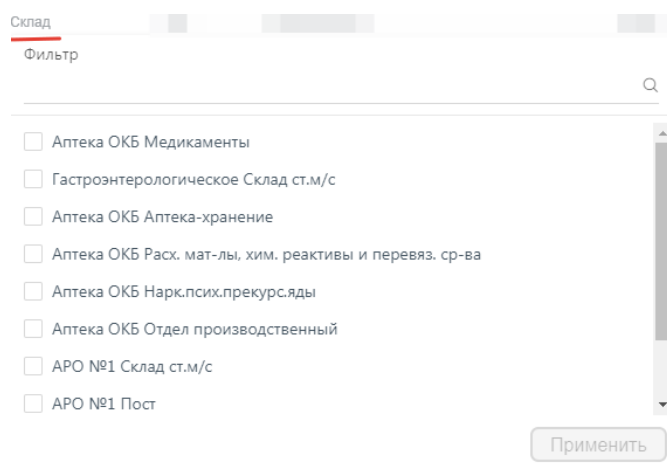 Склад
Фильтр
Аптека ОКБ Медикаменты
Гастроэнтерологическое Склад ст.м/с
Аптека ОКБ Аптека-хранение
Аптека ОКБ Расх. мат-лы, хим. реактивы и перевяз. ср-ва
Аптека ОКБ Нарк.псих.прекурс.яды
Аптека ОКБ Отдел производственный
АРО №1 Склад ст.м/с
АРО №1 Пост
Применить